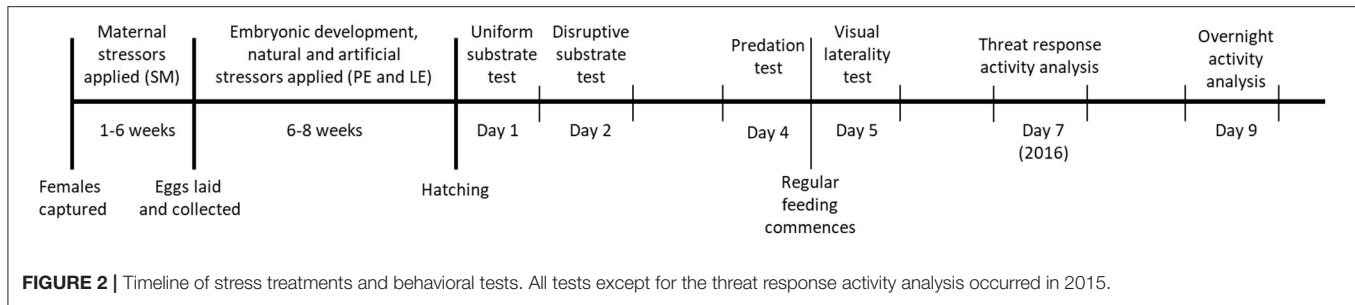 Maternal
stressors
applied (SM)
Embryonic development,
natural and artificial
stressors applied (PE and LE)
Uniform
substrate
test
Disruptive
substrate
test
Predation
test
Visual
laterality
test
Threat response
activity analysis
Overnight
activity
analysis
1-6 weeks
6-8 weeks
Day 1
Day 2
Day 4
Day 5
Day 7
(2016)
Day 9
Females
captured
Eggs laid
and collected
Hatching
Regular
feeding
commences
FIGURE 2 | Timeline of stress treatments and behavioral tests. All tests except for the threat response activity analysis occurred in 2015.